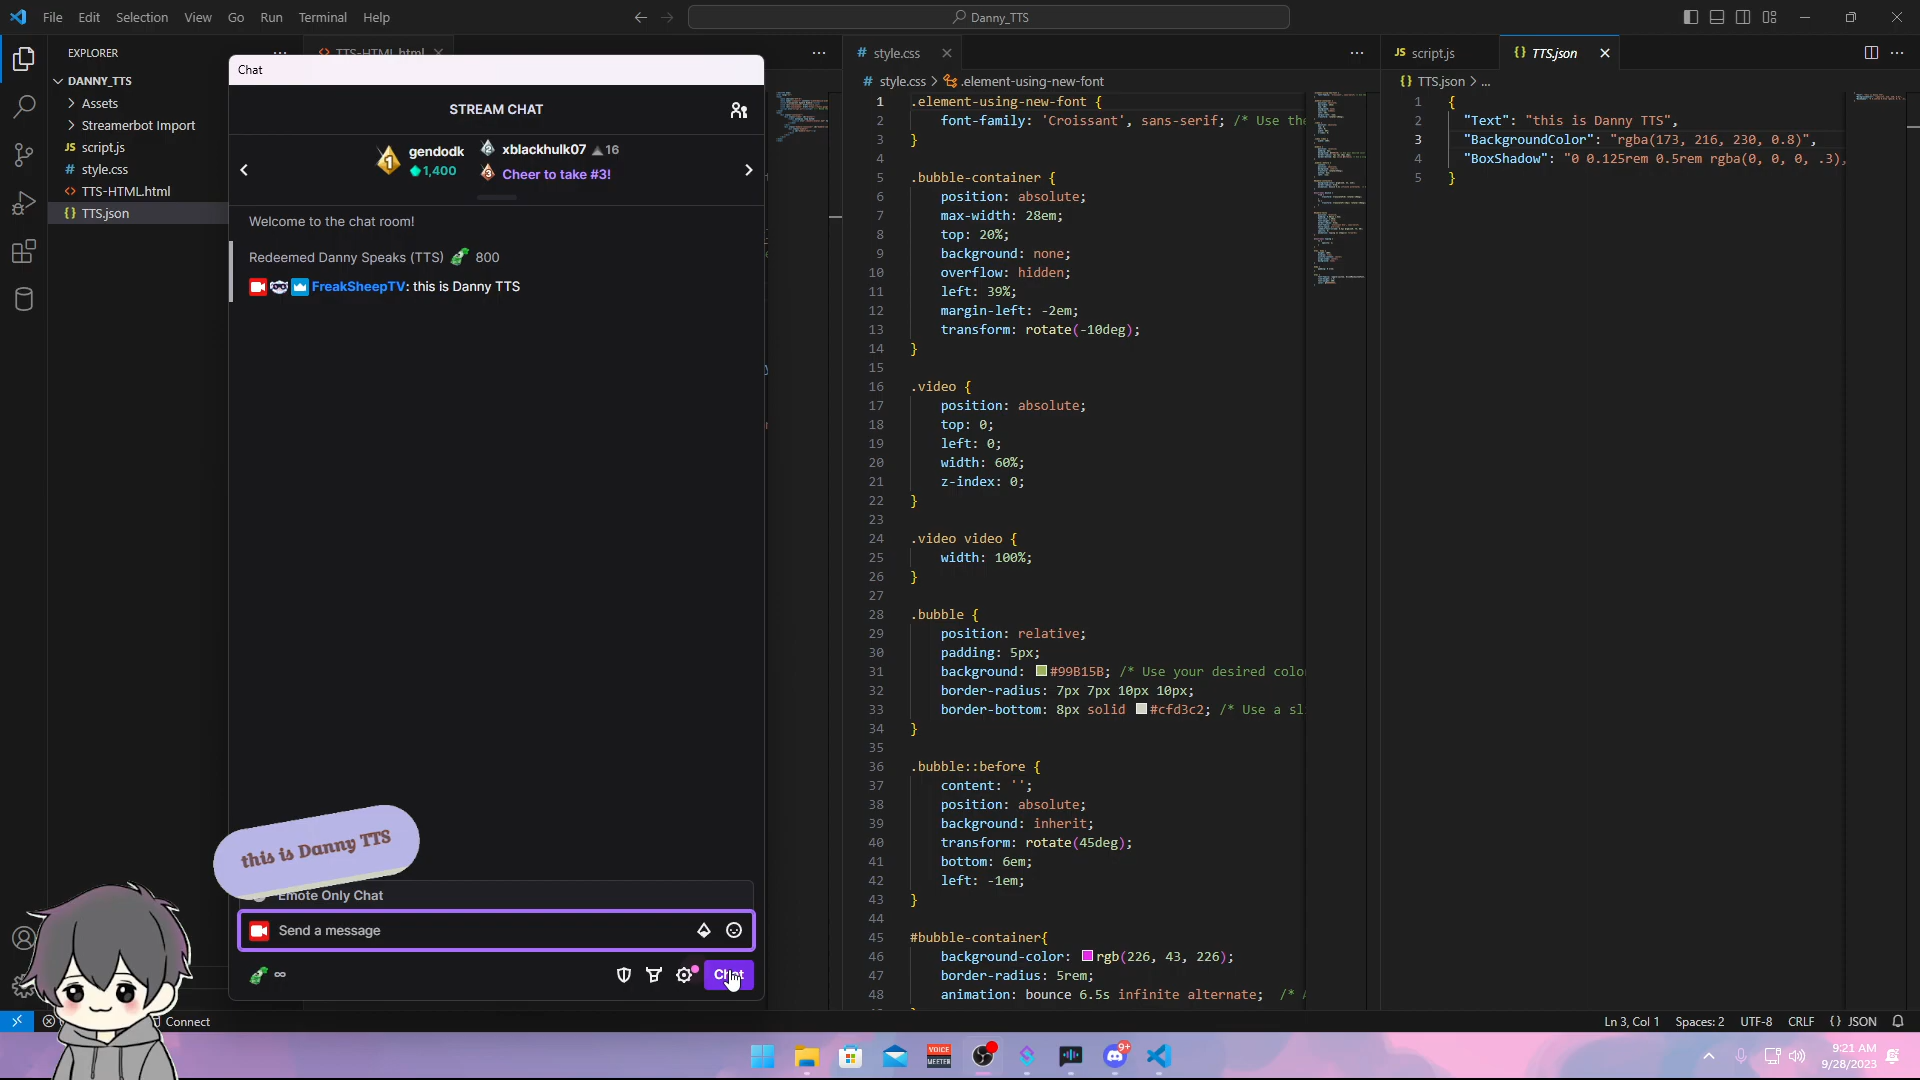 File Edit Selection View Go Run Terminal Help
Danny_TTS
EXPLORER
DANNY_TTS
Assets
Streamerbot Import
script.js
style.css
TTS-HTML.html
TTS.json
TTS-HTML.html
Chat
STREAM CHAT
1 gendodk 1,400
2 xblackhulk07 16
3 Cheer to take #3!
Welcome to the chat room!
Redeemed Danny Speaks (TTS) 800
FreakSheepTV: this is Danny TTS
this is Danny TTS
Emote Only Chat
Send a message
∞
Chat
style.css
style.css > .element-using-new-font
1 .element-using-new-font {
2 font-family: 'Croissant', sans-serif; /* Use the
3 }
4
5 .bubble-container {
6 position: absolute;
7 max-width: 28em;
8 top: 20%;
9 background: none;
10 overflow: hidden;
11 left: 39%;
12 margin-left: -2em;
13 transform: rotate(-10deg);
14 }
15
16 .video {
17 position: absolute;
18 top: 0;
19 left: 0;
20 width: 60%;
21 z-index: 0;
22 }
23
24 .video video {
25 width: 100%;
26 }
27
28 .bubble {
29 position: relative;
30 padding: 5px;
31 background: #99B15B; /* Use your desired colo
32 border-radius: 7px 7px 10px 10px;
33 border-bottom: 8px solid #cfd3c2; /* Use a sl
34 }
35
36 .bubble::before {
37 content: '';
38 position: absolute;
39 background: inherit;
40 transform: rotate(45deg);
41 bottom: 6em;
42 left: -1em;
43 }
44
45 #bubble-container{
46 background-color: rgb(226, 43, 226);
47 border-radius: 5rem;
48 animation: bounce 6.5s infinite alternate; /*
JS script.js
{} TTS.json
{} TTS.json > ...
1 {
2 "Text": "this is Danny TTS",
3 "BackgroundColor": "rgba(173, 216, 230, 0.8)",
4 "BoxShadow": "0 0.125rem 0.5rem rgba(0, 0, 0, .3),
5 }
Connect
Ln 3, Col 1 Spaces: 2 UTF-8 CRLF {} JSON
VOICE MEETER
9+
9:21 AM
9/28/2023